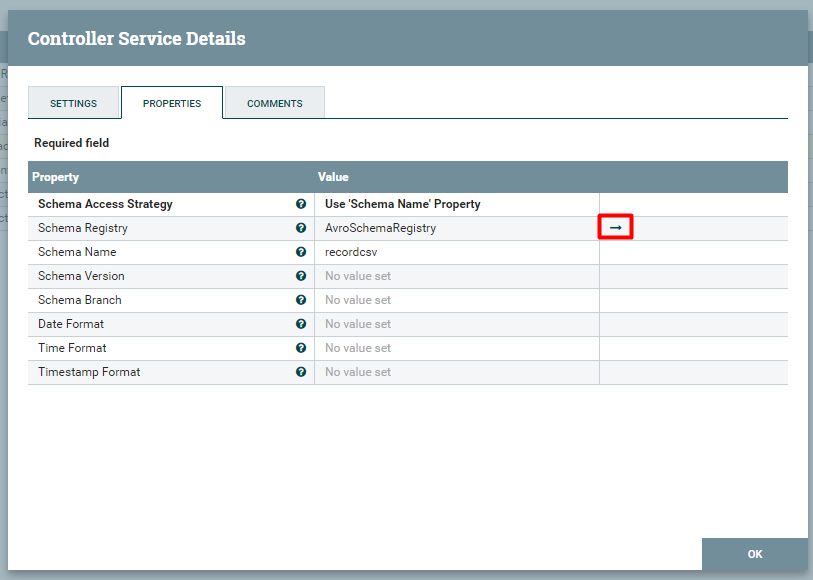 Controller Service Details
SETTINGS PROPERTIES COMMENTS
Required field
Property Value
Schema Access Strategy ? Use 'Schema Name' Property
Schema Registry ? AvroSchemaRegistry →
Schema Name ? recordcsv
Schema Version ? No value set
Schema Branch ? No value set
Date Format ? No value set
Time Format ? No value set
Timestamp Format ? No value set
OK